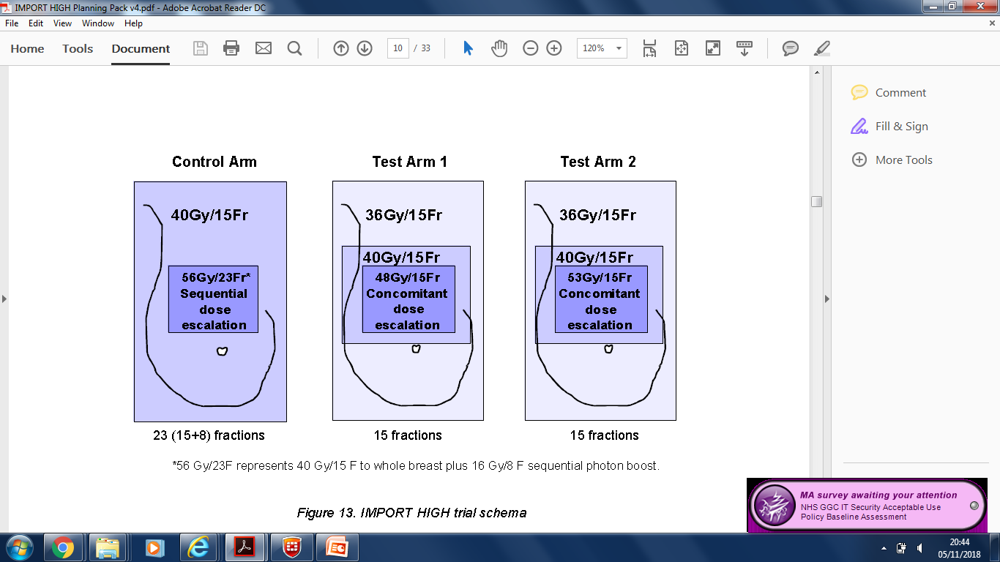 IMPORT HIGH Planning Pack v4.pdf - Adobe Acrobat Reader DC
File Edit View Window Help
Home Tools Document 10 / 33 120%
Comment
Fill & Sign
More Tools
Control Arm
40Gy/15Fr
56Gy/23Fr*
Sequential
dose
escalation
23 (15+8) fractions
Test Arm 1
36Gy/15Fr
40Gy/15Fr
48Gy/15Fr
Concomitant
dose
escalation
15 fractions
Test Arm 2
36Gy/15Fr
40Gy/15Fr
53Gy/15Fr
Concomitant
dose
escalation
15 fractions
*56 Gy/23F represents 40 Gy/15 F to whole breast plus 16 Gy/8 F sequential photon boost.
Figure 13. IMPORT HIGH trial schema
MA survey awaiting your attention
NHS GGC IT Security Acceptable Use
Policy Baseline Assessment
20:44
05/11/2018